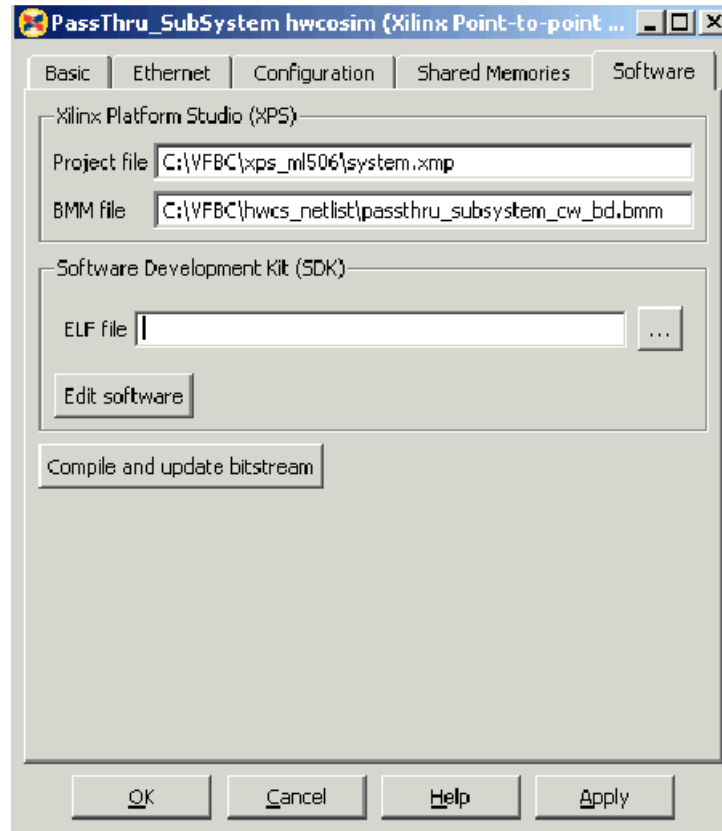 PassThru_SubSystem hwcosim (Xilinx Point-to-point ...
Basic Ethernet Configuration Shared Memories Software
Xilinx Platform Studio (XPS)
Project file C:\VFBC\xps_ml506\system.xmp
BMM file C:\VFBC\hwcs_netlist\passthru_subsystem_cw_bd.bmm
Software Development Kit (SDK)
ELF file ...
Edit software
Compile and update bitstream
OK Cancel Help Apply